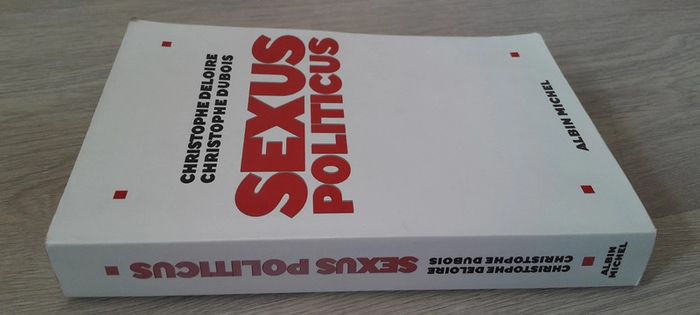 CHRISTOPHE DELOIRE
CHRISTOPHE DUBOIS
SEXUS
POLITICUS
ALBIN MICHEL
SEXUS POLITICUS
CHRISTOPHE DELOIRE
CHRISTOPHE DUBOIS
ALBIN
MICHEL